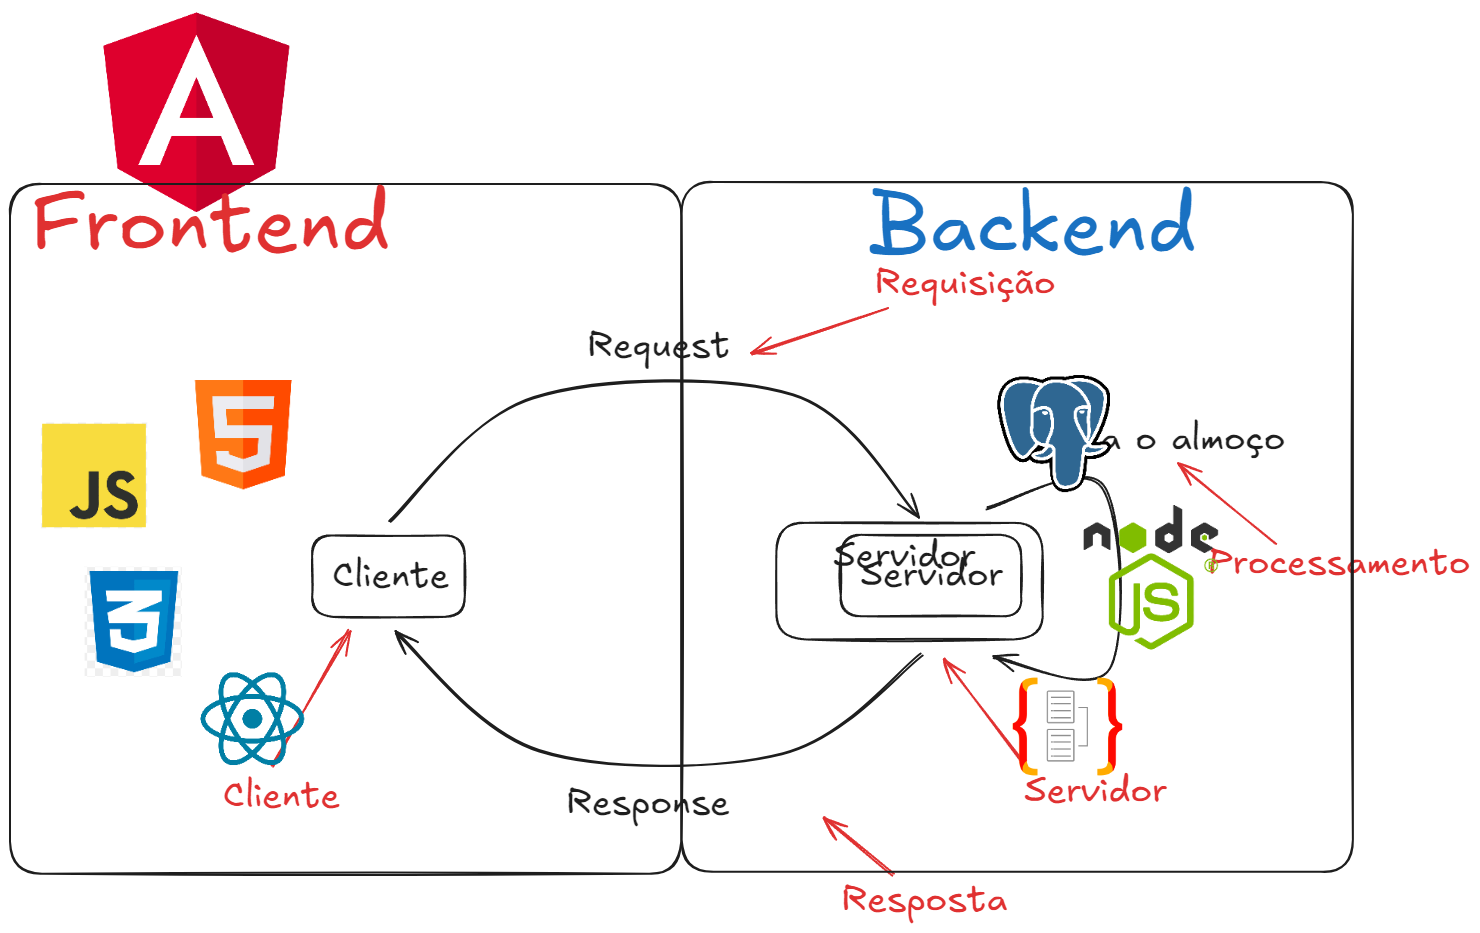 A
Frontend
Backend
Requisição
Request
5
JS
a o almoço
node
®
JS
Processamento
Servidor
Servidor
Cliente
3
Cliente
Servidor
Response
Resposta